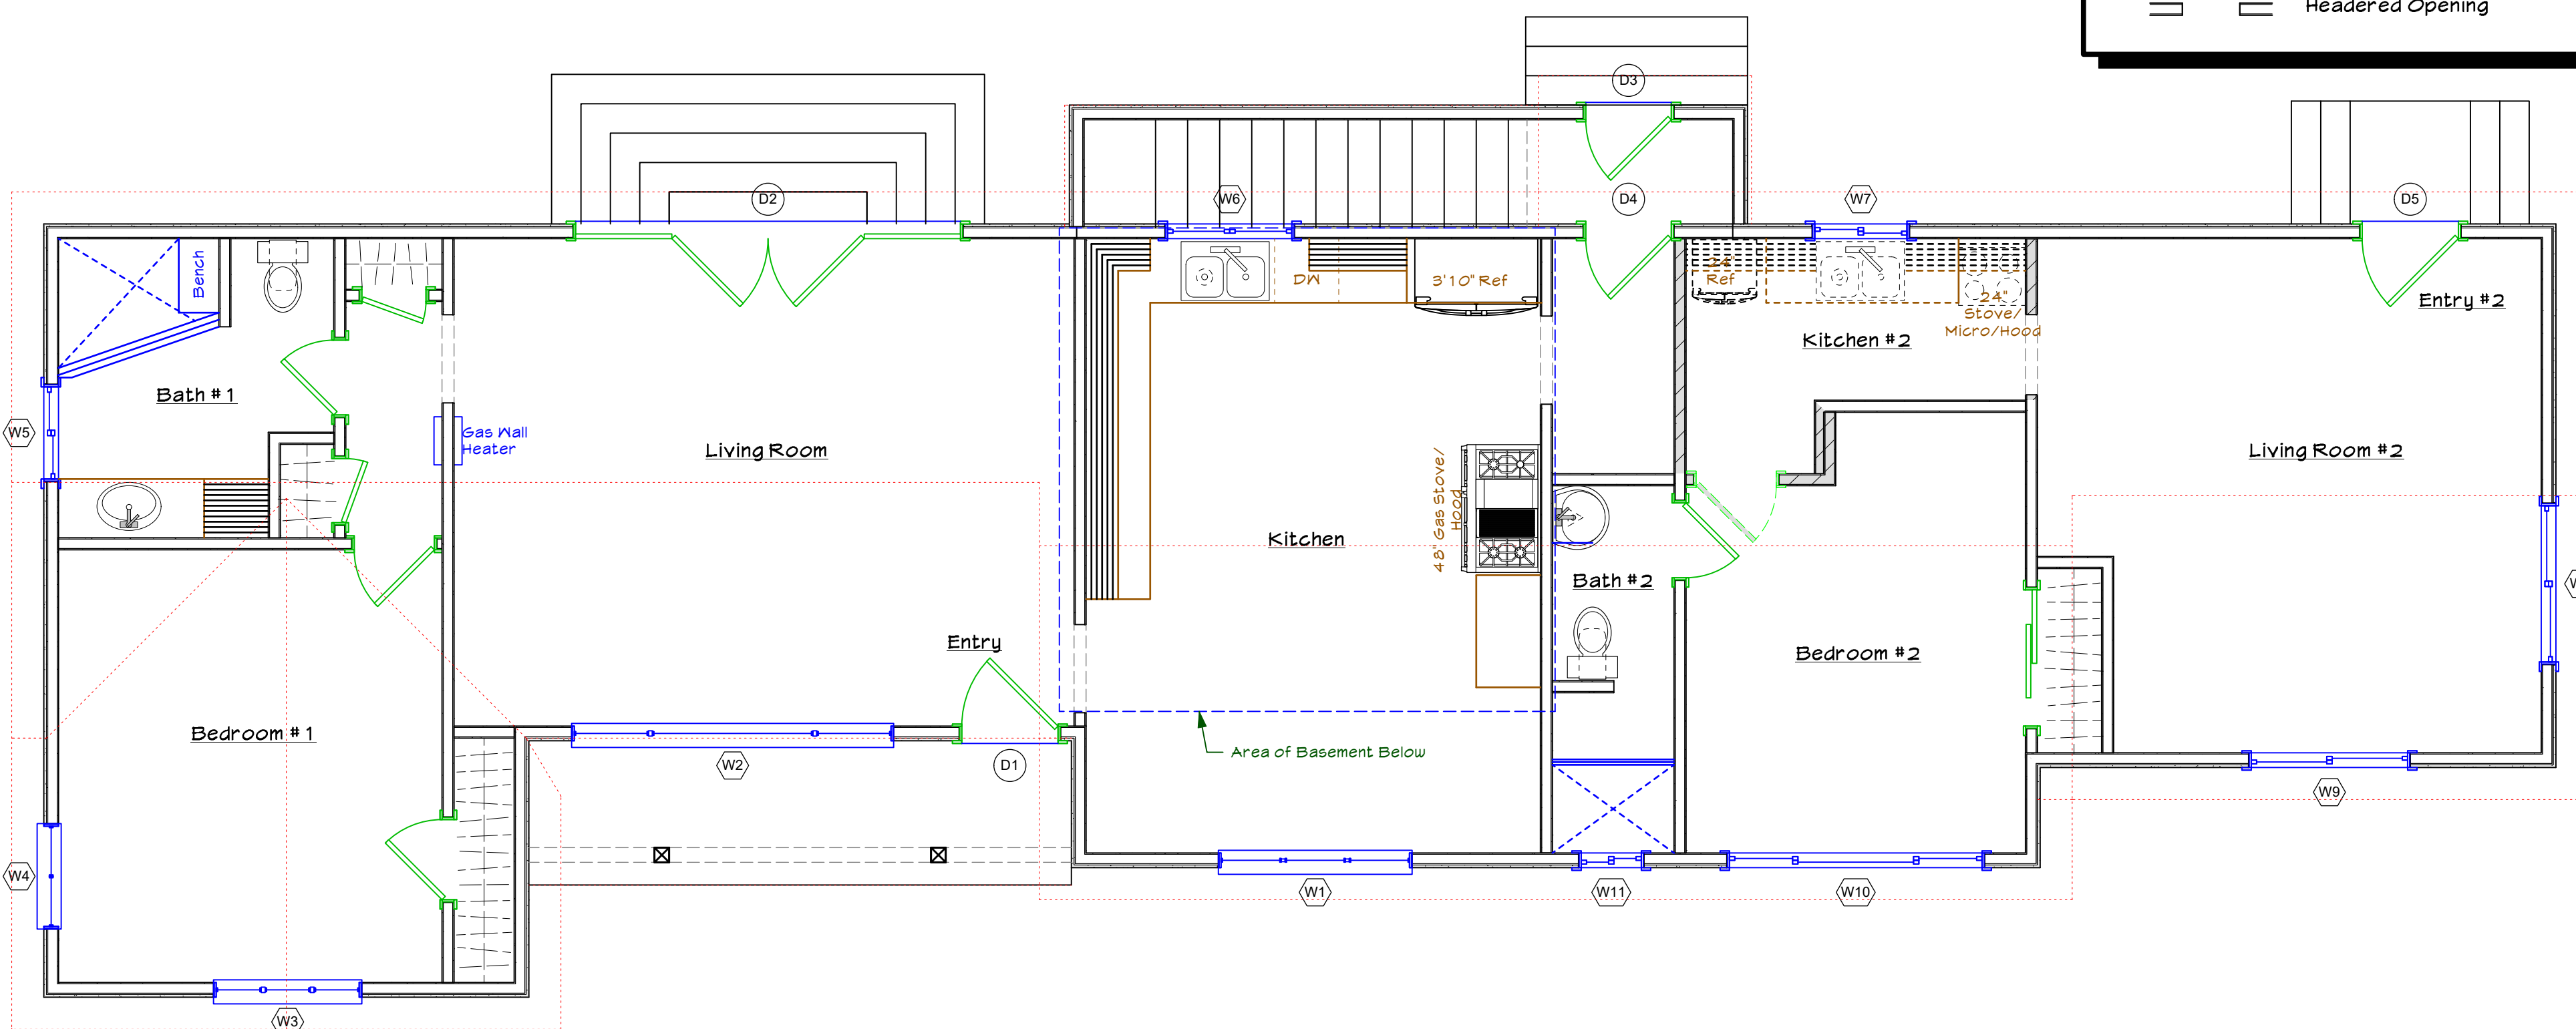 Headered Opening
D3
D2
W6
D4
W7
D5
Bench
DW
3'10" Ref
24"
Ref
24"
Stove/
Micro/Hood
Entry #2
Kitchen #2
Bath #1
W5
Gas Wall
Heater
Living Room
Living Room #2
48" Gas Stove/
Hood
Kitchen
Bath #2
Entry
Bedroom #2
Bedroom #1
Area of Basement Below
W2
D1
W9
W4
W1
W11
W10
W3